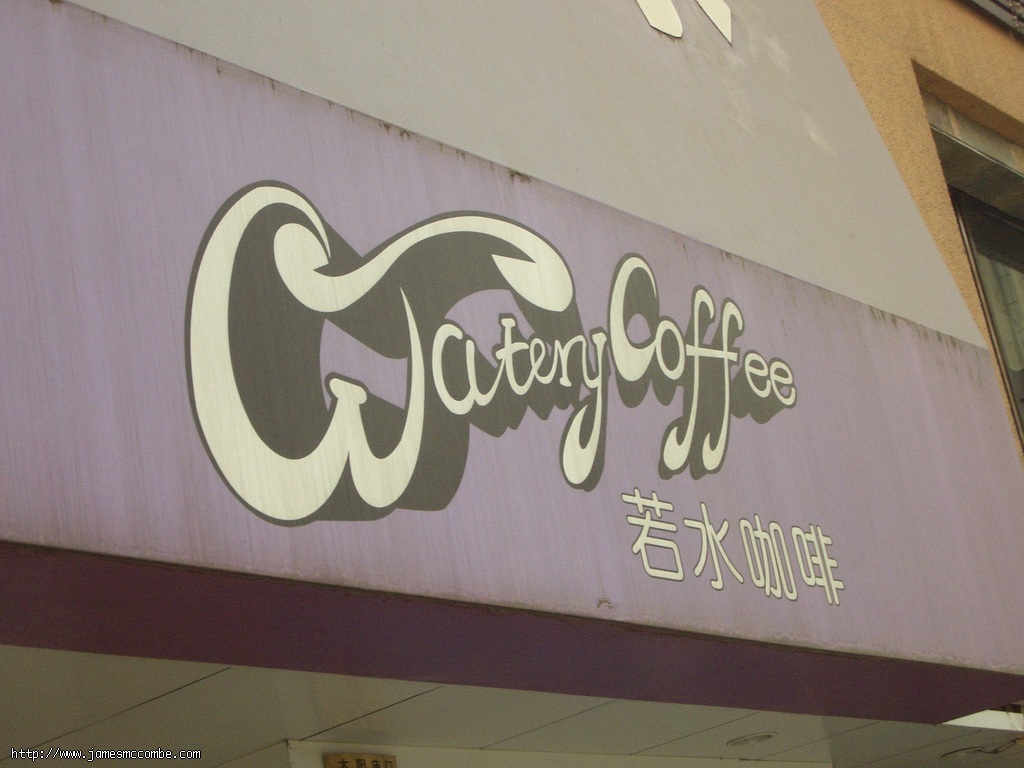 Watery Coffee
若水咖啡
http://www.jamesmccombe.com